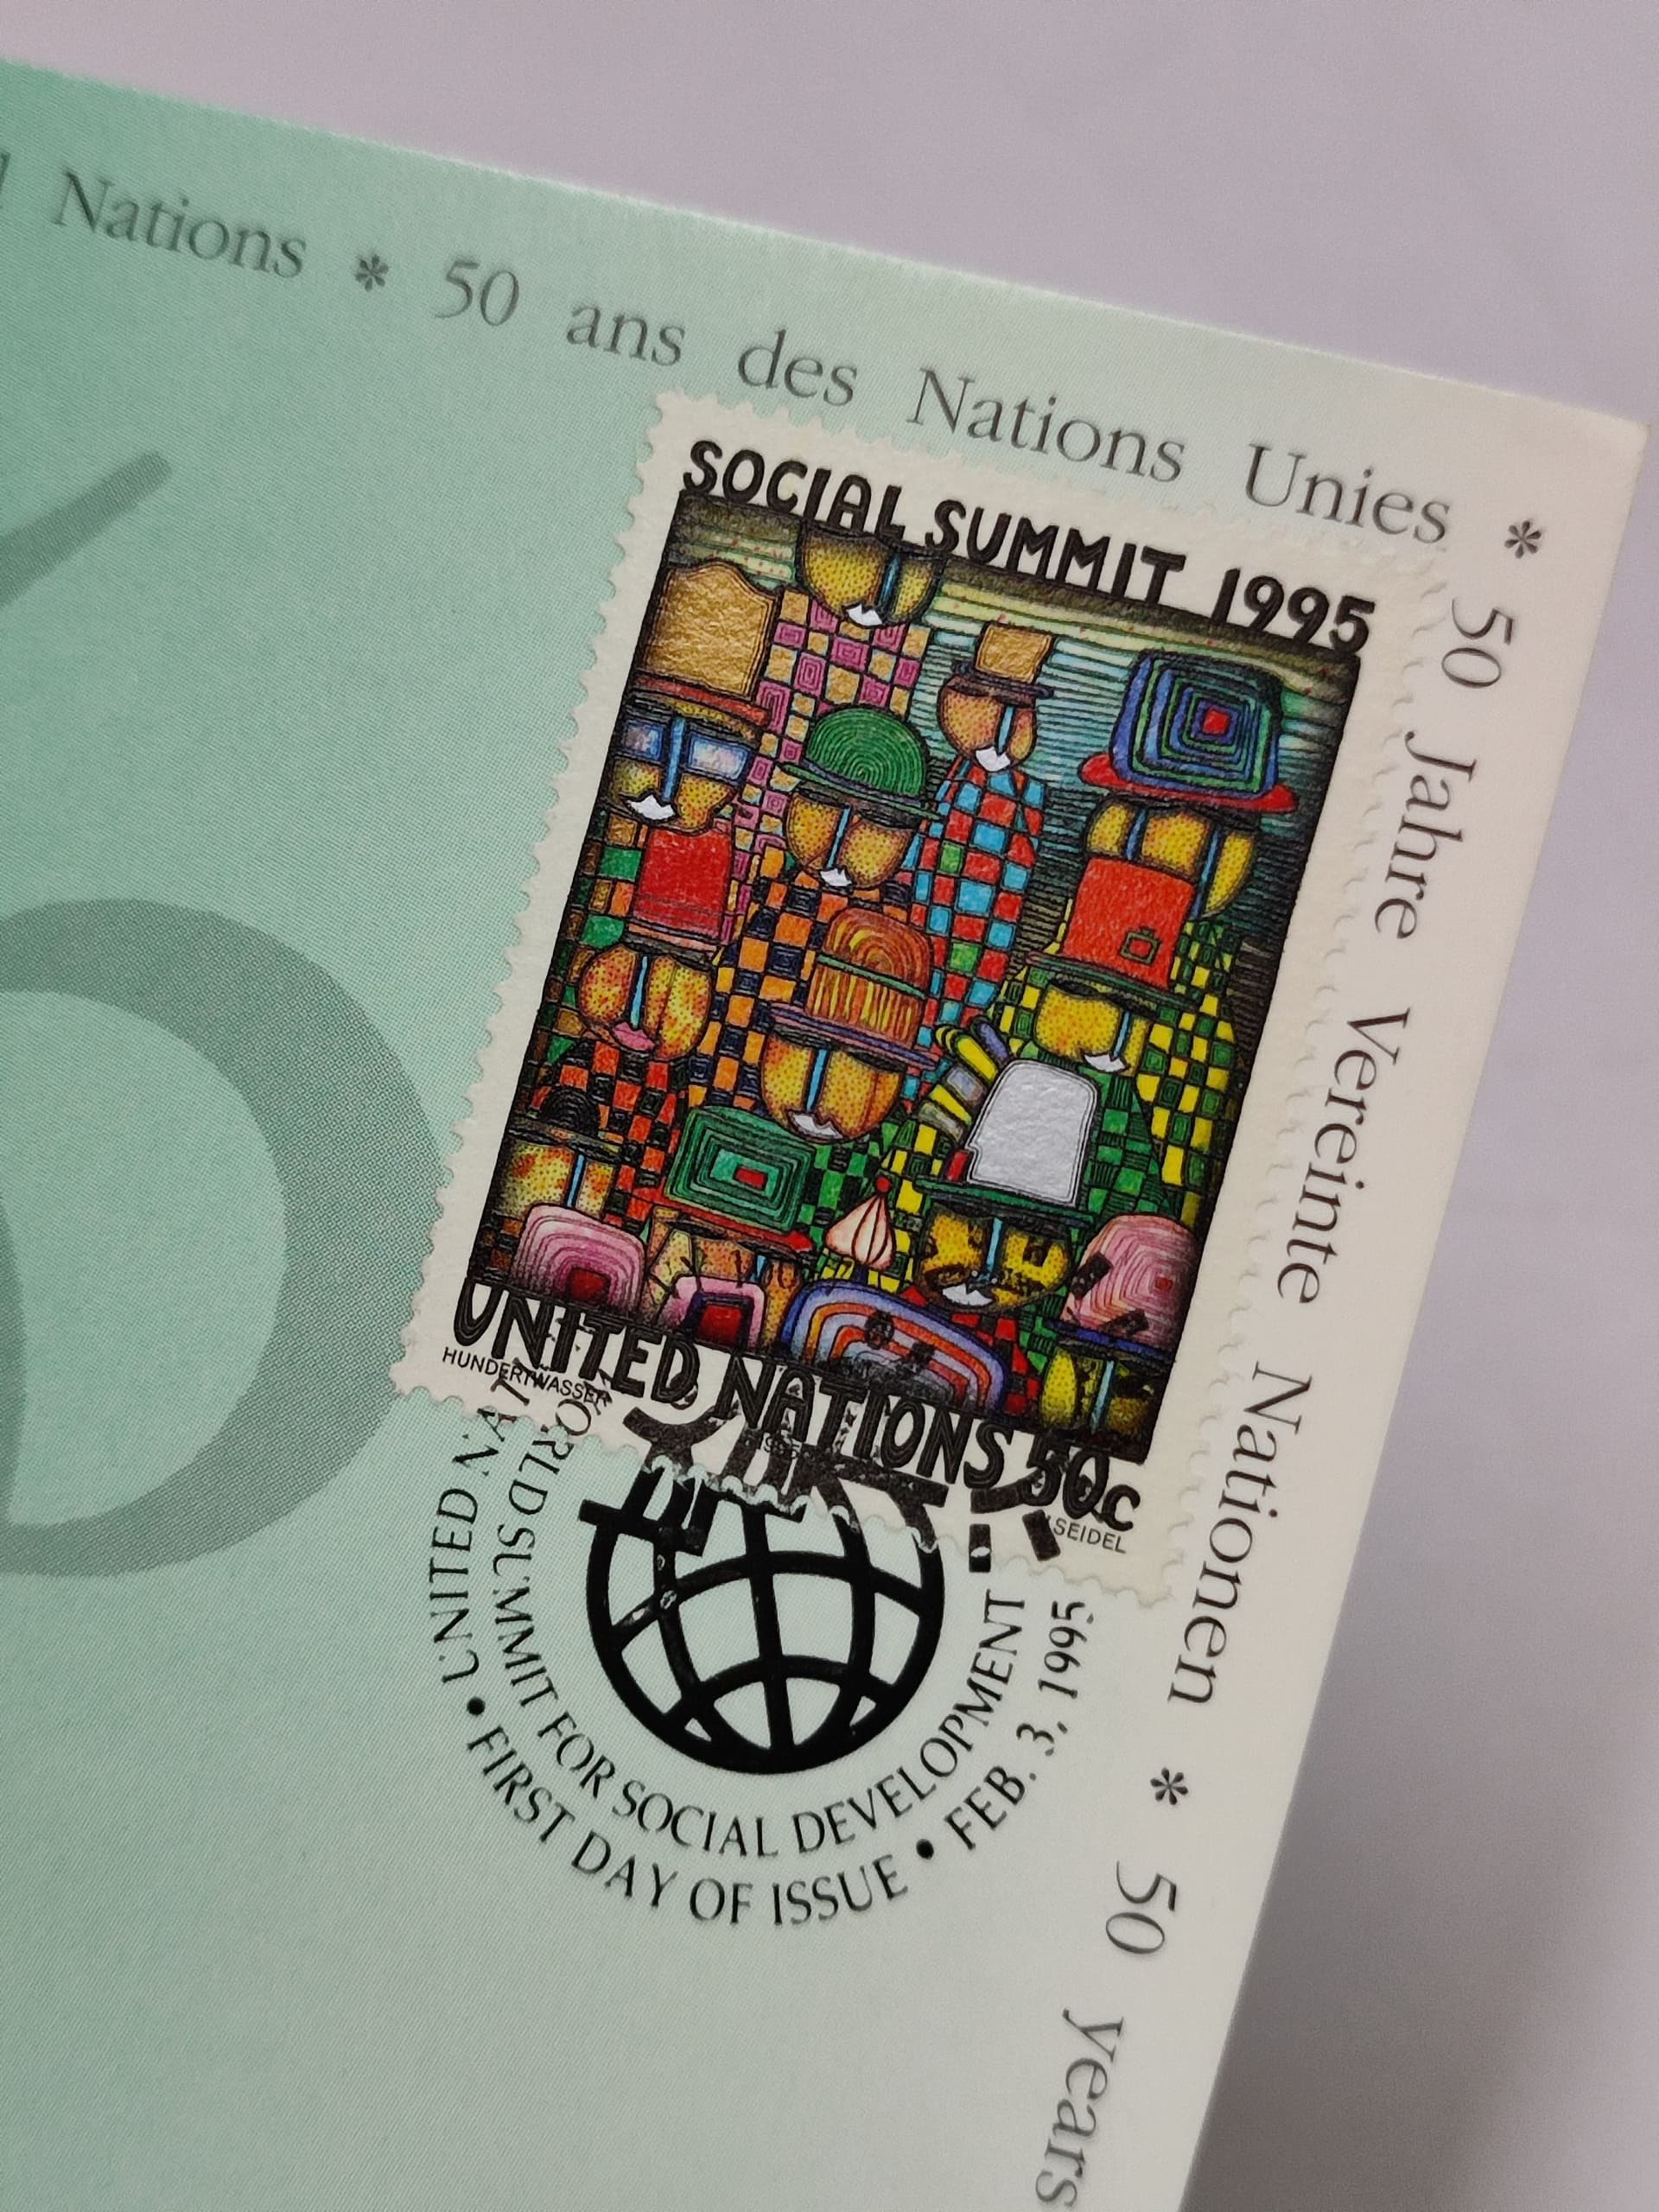 Nations * 50 ans des Nations Unies *
50 Jahre Vereinte Nationen * 50 years
SOCIAL SUMMIT 1995
UNITED NATIONS 50c
HUNDERTWASSER
SEIDEL
UNITED
WORLD SUMMIT FOR SOCIAL DEVELOPMENT
• FIRST DAY OF ISSUE • FEB. 3, 1995